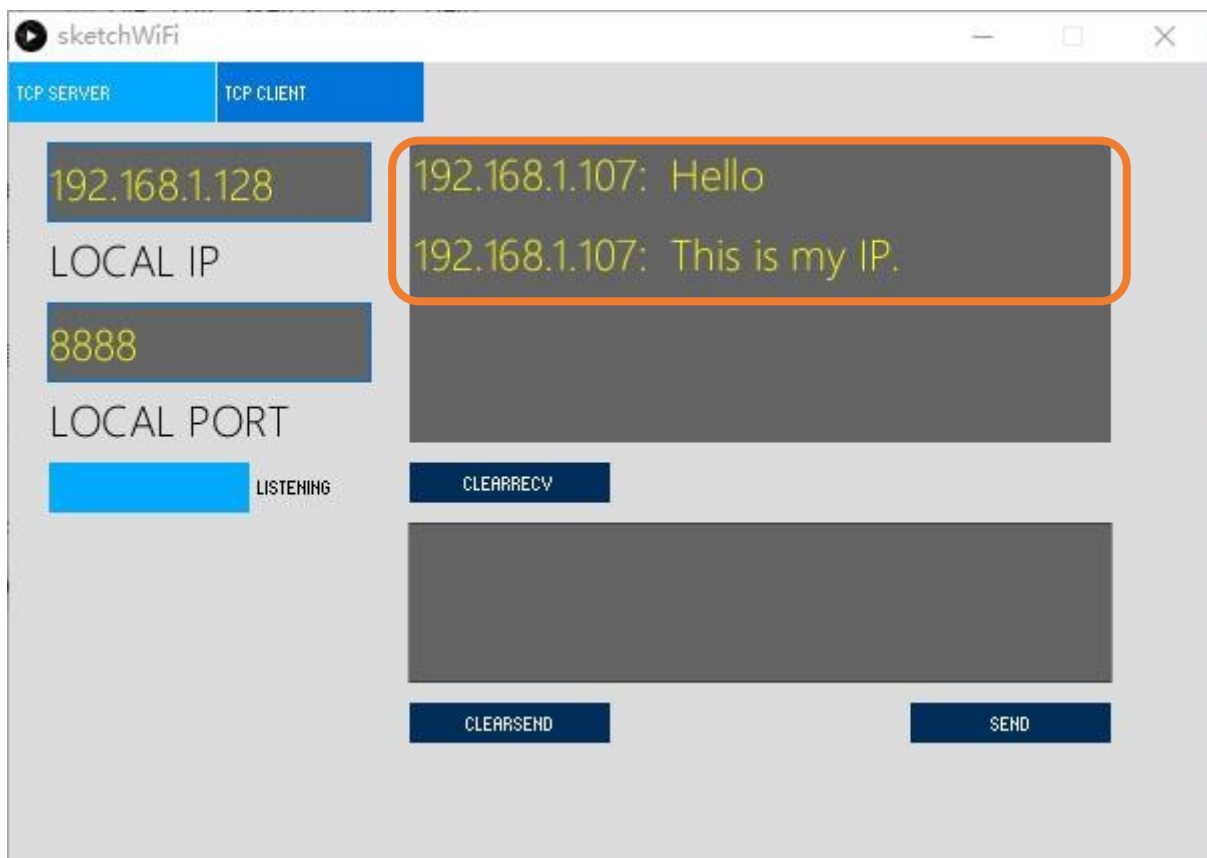 sketchWiFi
TCP SERVER TCP CLIENT
192.168.1.128
LOCAL IP
8888
LOCAL PORT
LISTENING
192.168.1.107: Hello
192.168.1.107: This is my IP.
CLEARRECV
CLEARSEND
SEND